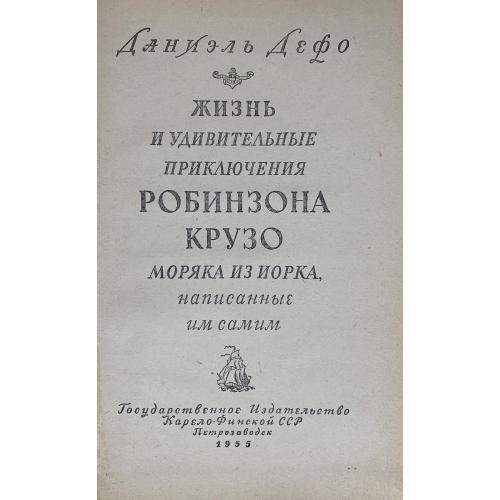 Даниэль Дефо
ЖИЗНЬ
И УДИВИТЕЛЬНЫЕ
ПРИКЛЮЧЕНИЯ
РОБИНЗОНА
КРУЗО
МОРЯКА ИЗ ИОРКА,
написанные
им самим
Государственное Издательство
Карело-Финской ССР
Петрозаводск
1955